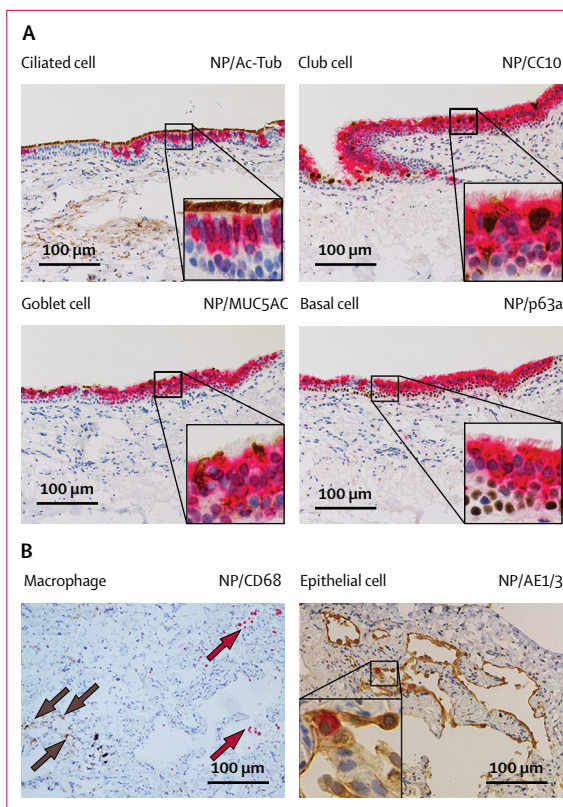 A
Ciliated cell NP/Ac-Tub
Club cell NP/CC10
100 µm
100 µm
Goblet cell NP/MUC5AC
Basal cell NP/p63a
100 µm
100 µm
B
Macrophage NP/CD68
Epithelial cell NP/AE1/3
100 µm
100 µm